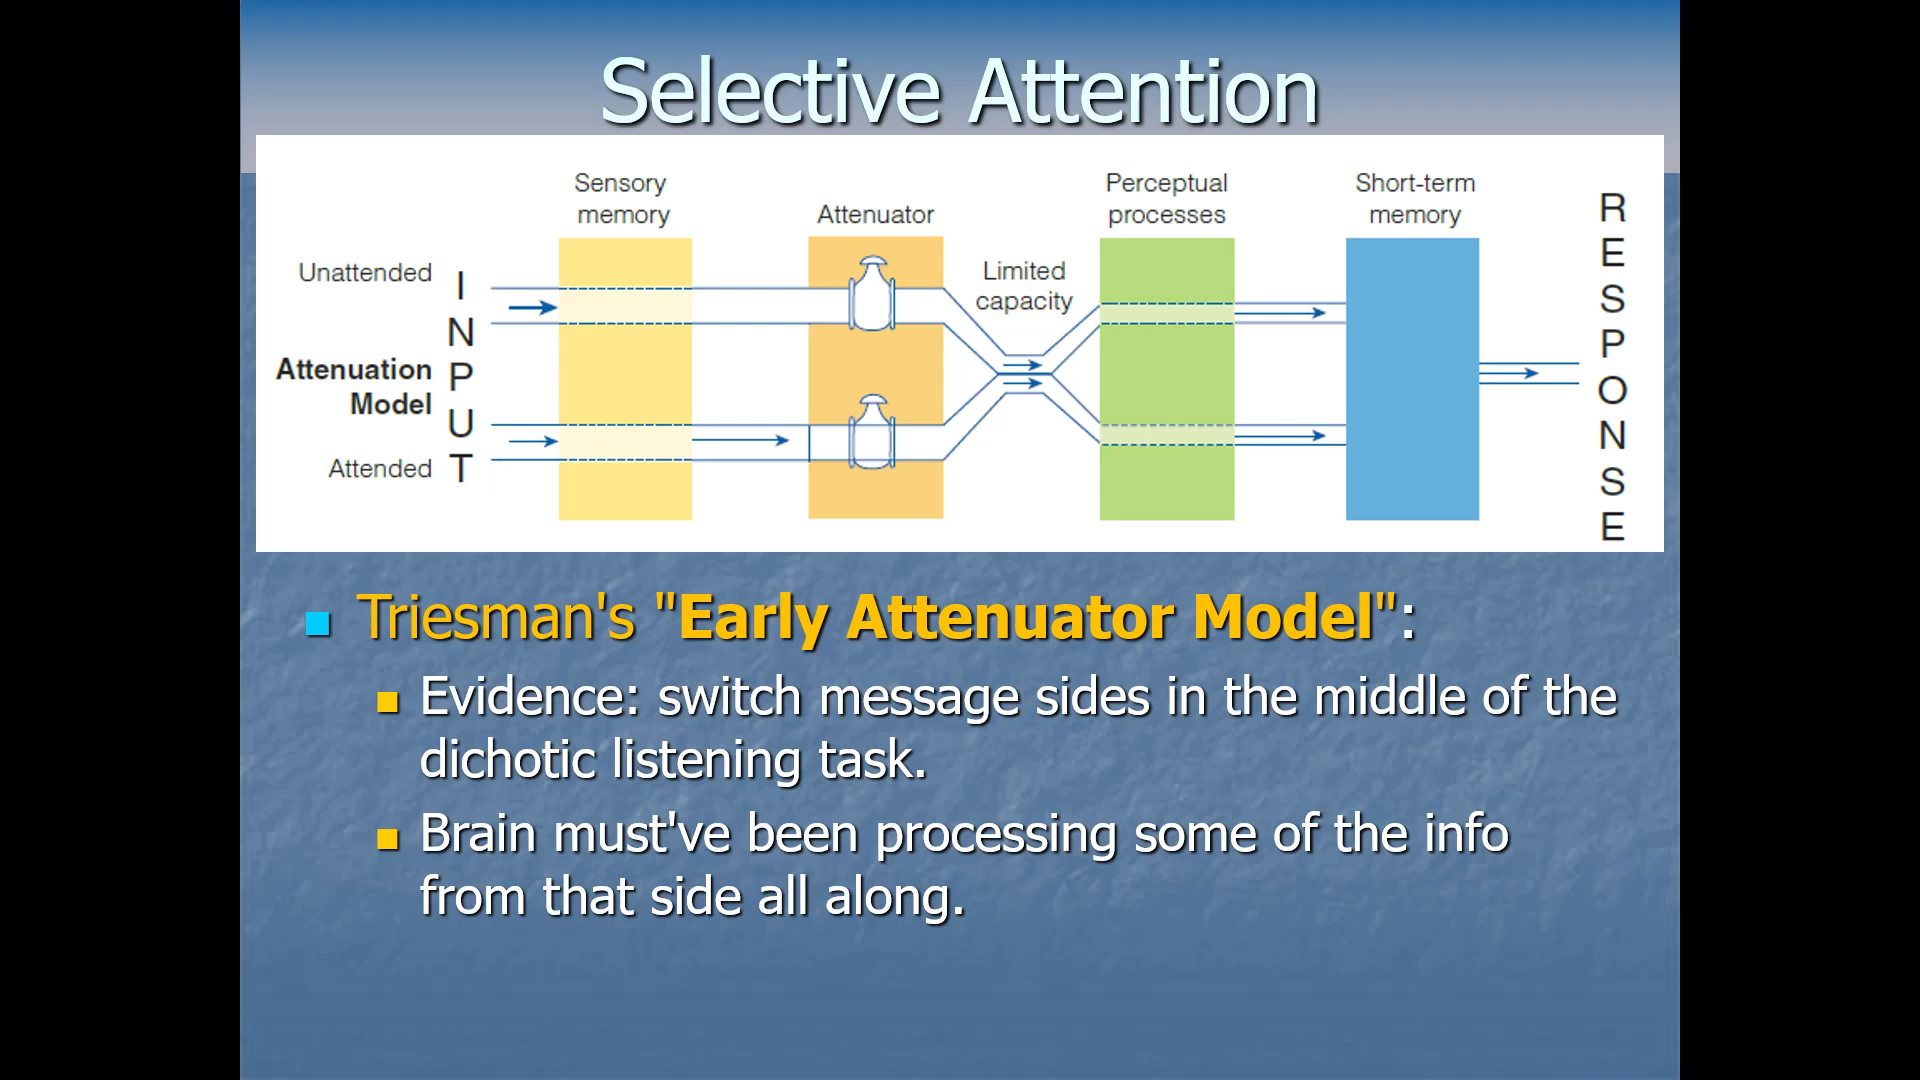 Selective Attention
Sensory memory
Attenuator
Limited capacity
Perceptual processes
Short-term memory
Unattended
INPUT
Attenuation Model
Attended
RESPONSE
Triesman's "Early Attenuator Model":
Evidence: switch message sides in the middle of the
dichotic listening task.
Brain must've been processing some of the info
from that side all along.